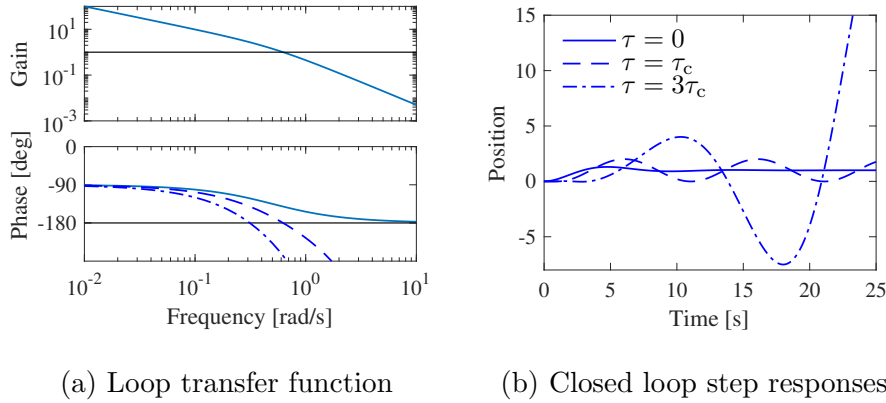 Gain
10^1
10^-1
10^-3
Phase [deg]
0
-90
-180
10^-2
10^-1
10^0
10^1
Frequency [rad/s]
(a) Loop transfer function
Position
15
10
5
0
-5
τ = 0
τ = τ_c
τ = 3τ_c
0
5
10
15
20
25
Time [s]
(b) Closed loop step responses